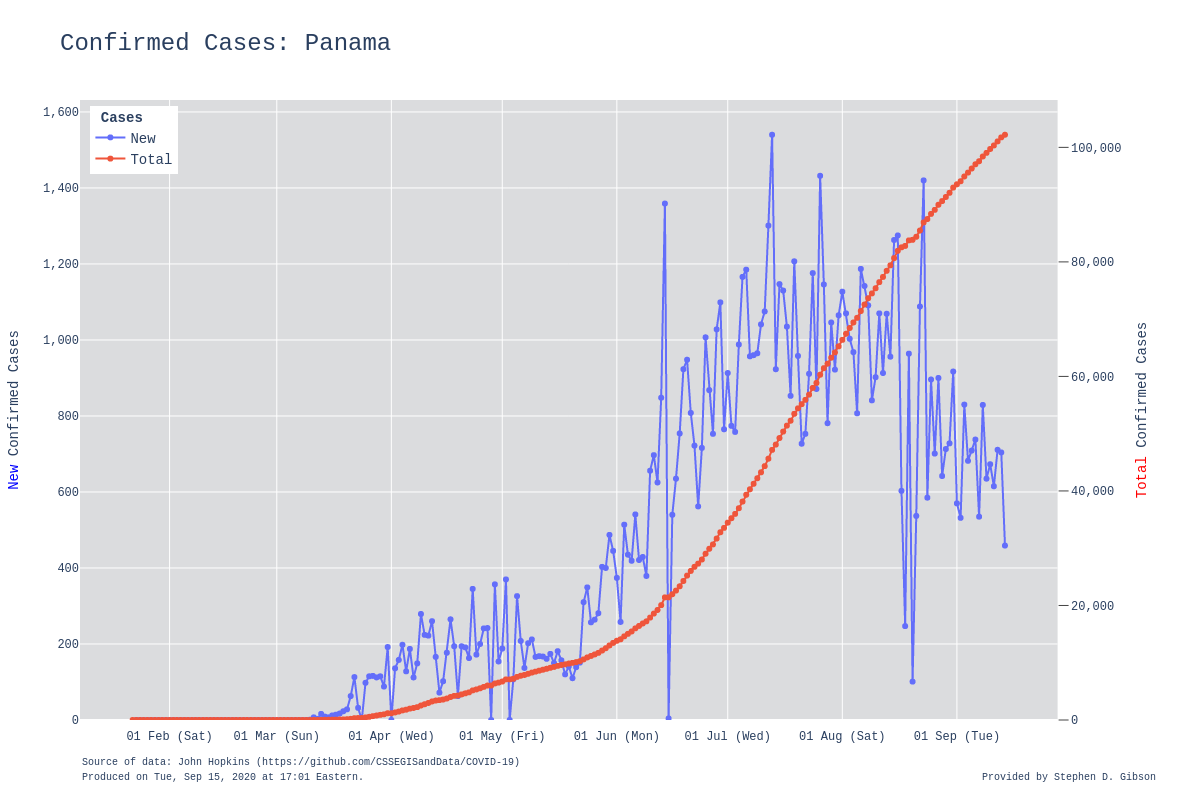 Confirmed Cases: Panama
Cases
New
Total
1,600
1,400
1,200
1,000
800
600
400
200
0
New Confirmed Cases
100,000
80,000
60,000
40,000
20,000
0
Total Confirmed Cases
01 Feb (Sat) 01 Mar (Sun) 01 Apr (Wed) 01 May (Fri) 01 Jun (Mon) 01 Jul (Wed) 01 Aug (Sat) 01 Sep (Tue)
Source of data: John Hopkins (https://github.com/CSSEGISandData/COVID-19)
Produced on Tue, Sep 15, 2020 at 17:01 Eastern.
Provided by Stephen D. Gibson